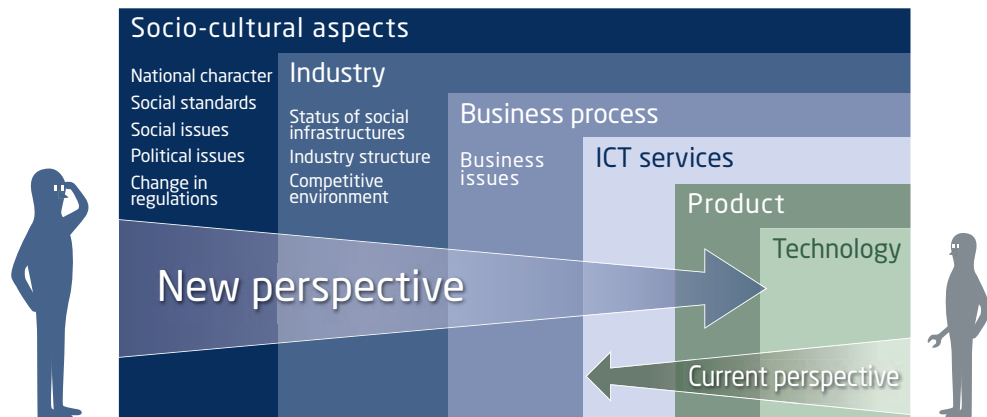 Socio-cultural aspects
National character
Social standards
Social issues
Political issues
Change in
regulations
Industry
Status of social
infrastructures
Industry structure
Competitive
environment
Business process
Business
issues
ICT services
Product
Technology
New perspective
Current perspective